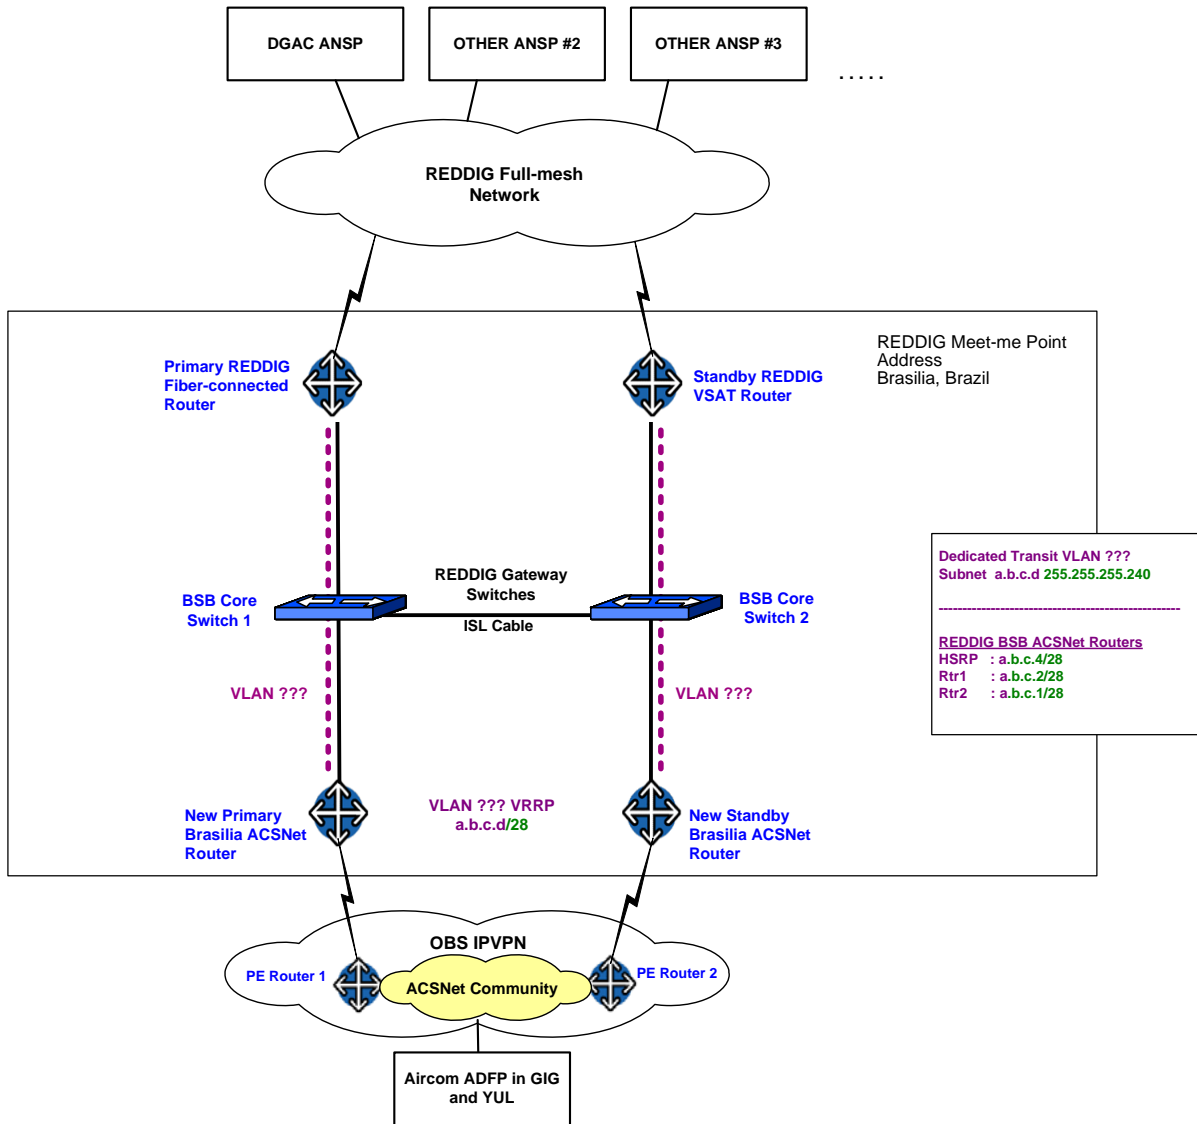 DGAC ANSP
OTHER ANSP #2
OTHER ANSP #3
.....
REDDIG Full-mesh
Network
REDDIG Meet-me Point
Address
Brasilia, Brazil
Primary REDDIG
Fiber-connected
Router
Standby REDDIG
VSAT Router
Dedicated Transit VLAN ???
Subnet a.b.c.d 255.255.255.240
------------------------------------------------
REDDIG BSB ACSNet Routers
HSRP : a.b.c.4/28
Rtr1 : a.b.c.2/28
Rtr2 : a.b.c.1/28
REDDIG Gateway
Switches
ISL Cable
BSB Core
Switch 1
BSB Core
Switch 2
VLAN ???
VLAN ???
New Primary
Brasilia ACSNet
Router
VLAN ??? VRRP
a.b.c.d/28
New Standby
Brasilia ACSNet
Router
OBS IPVPN
PE Router 1
PE Router 2
ACSNet Community
Aircom ADFP in GIG
and YUL